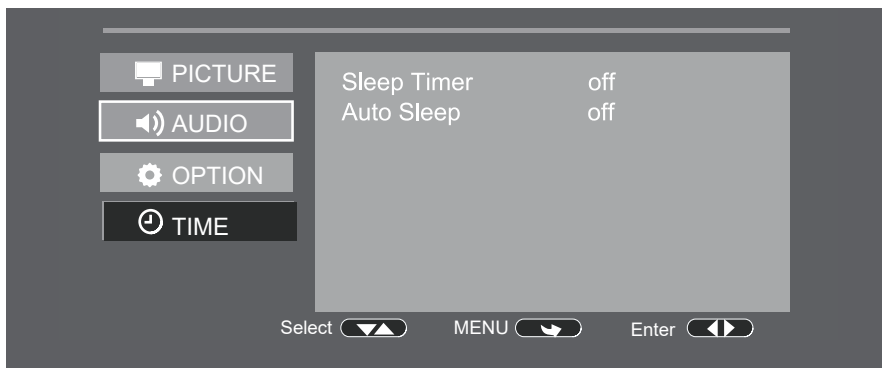 PICTURE
AUDIO
OPTION
TIME
Sleep Timer off
Auto Sleep off
Select MENU Enter